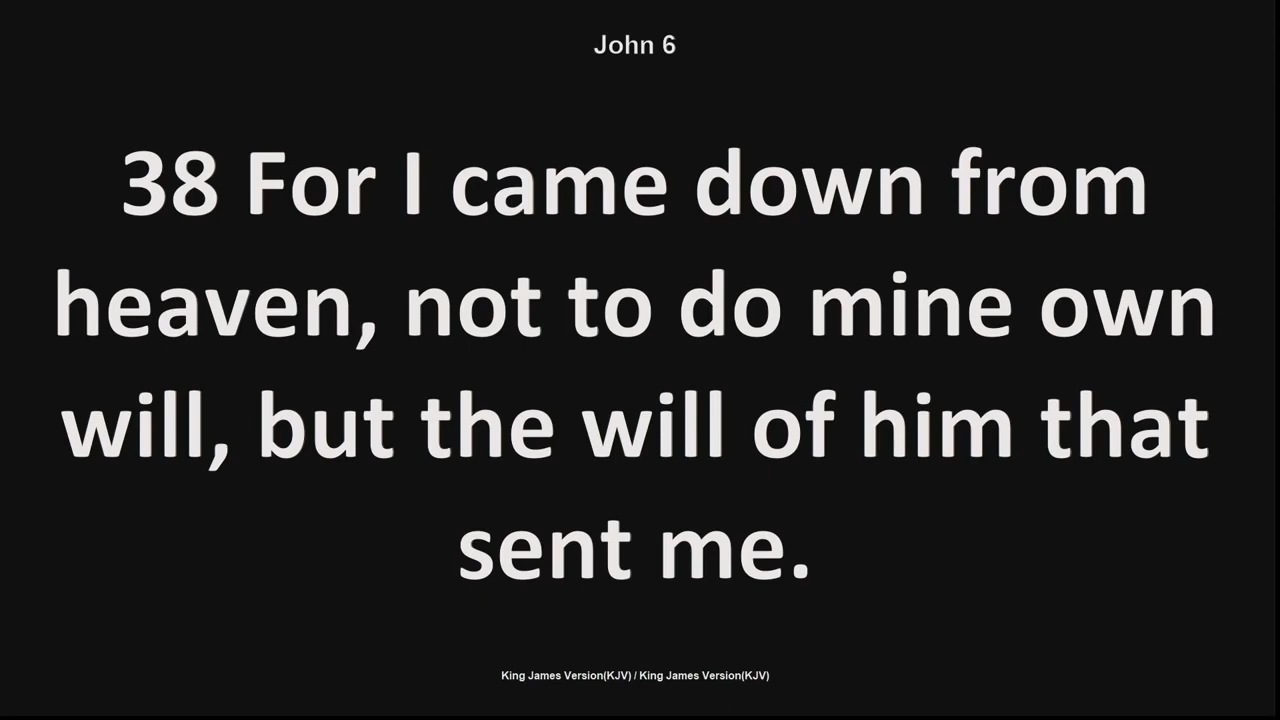 John 6
38 For I came down from
heaven, not to do mine own
will, but the will of him that
sent me.
King James Version(KJV) / King James Version(KJV)